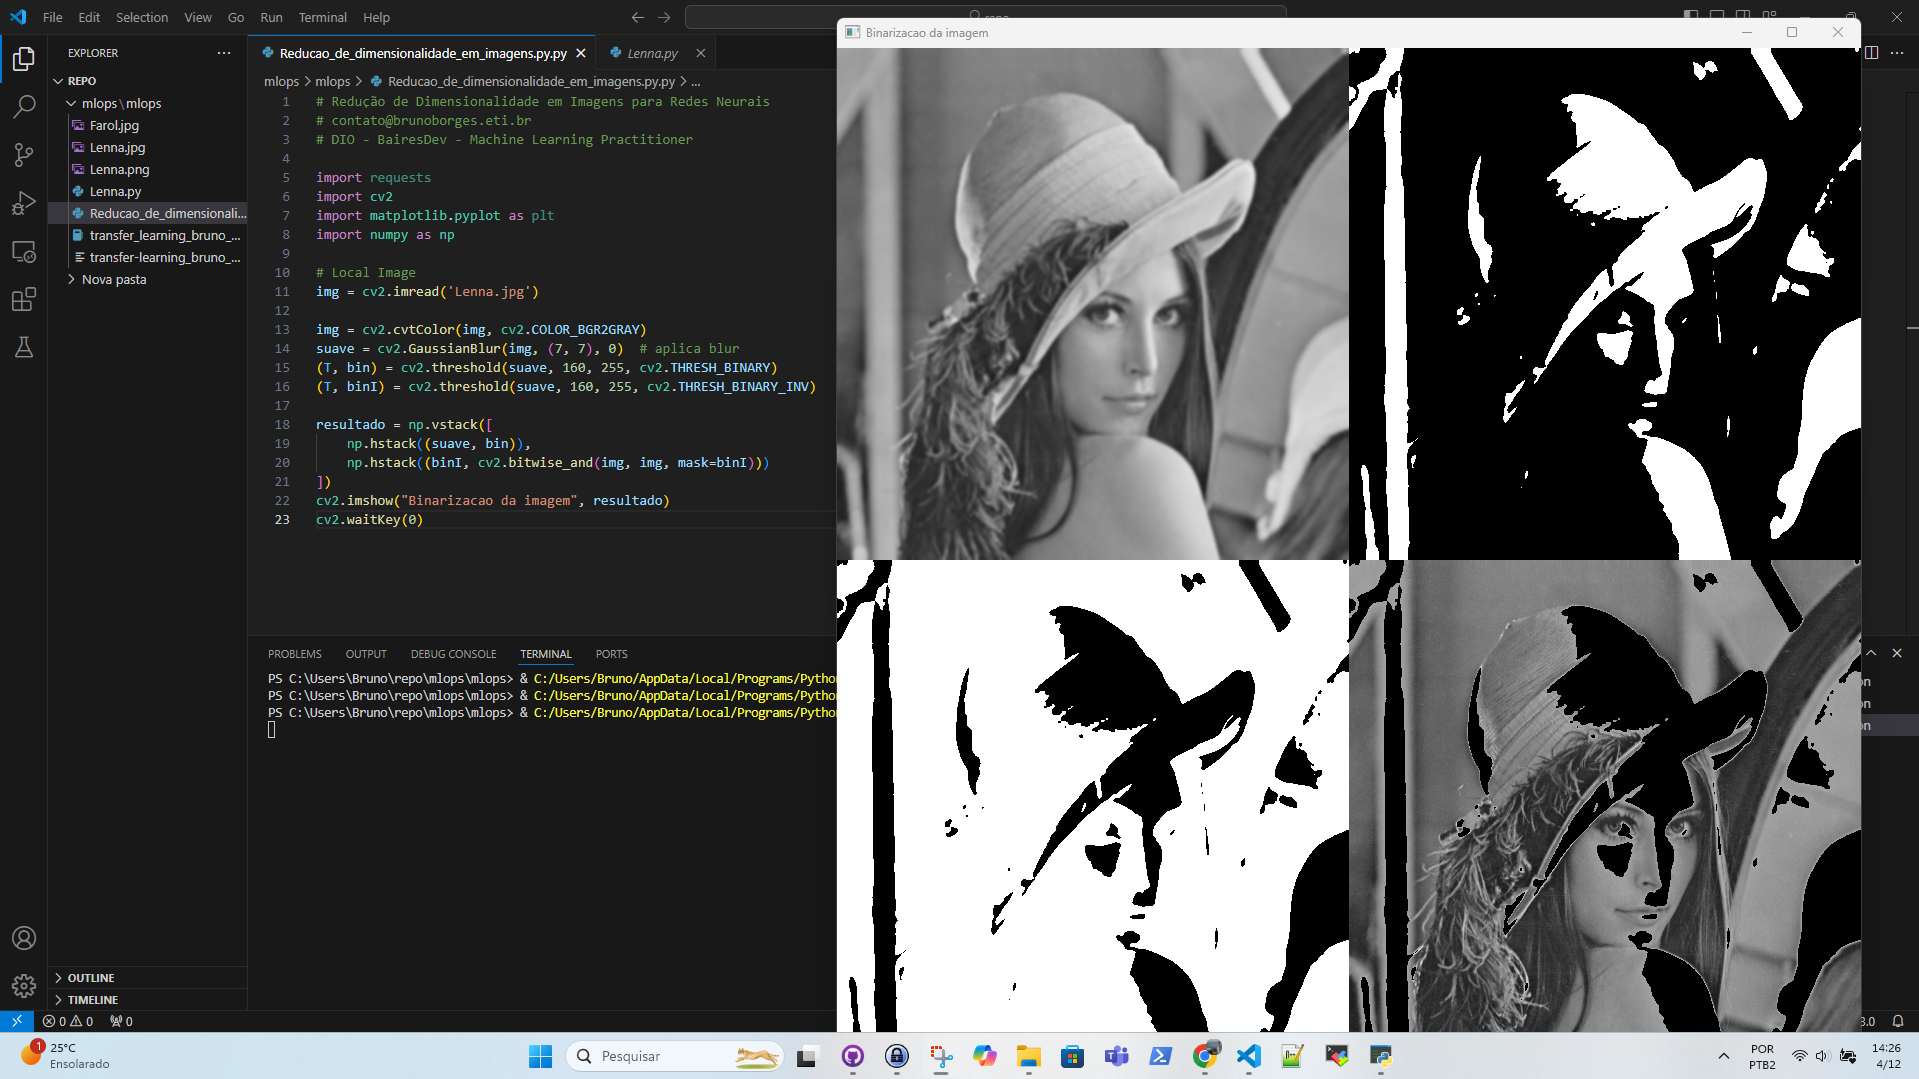 File Edit Selection View Go Run Terminal Help
EXPLORER
REPO
mlops\mlops
Farol.jpg
Lenna.jpg
Lenna.png
Lenna.py
Reducao_de_dimensionali...
transfer_learning_bruno_...
transfer-learning_bruno_...
Nova pasta
OUTLINE
TIMELINE
Reducao_de_dimensionalidade_em_imagens.py.py
Lenna.py
mlops > mlops > Reducao_de_dimensionalidade_em_imagens.py.py > ...
1 # Redução de Dimensionalidade em Imagens para Redes Neurais
2 # contato@brunoborges.eti.br
3 # DIO - BairesDev - Machine Learning Practitioner
4
5 import requests
6 import cv2
7 import matplotlib.pyplot as plt
8 import numpy as np
9
10 # Local Image
11 img = cv2.imread('Lenna.jpg')
12
13 img = cv2.cvtColor(img, cv2.COLOR_BGR2GRAY)
14 suave = cv2.GaussianBlur(img, (7, 7), 0)  # aplica blur
15 (T, bin) = cv2.threshold(suave, 160, 255, cv2.THRESH_BINARY)
16 (T, binI) = cv2.threshold(suave, 160, 255, cv2.THRESH_BINARY_INV)
17
18 resultado = np.vstack([
19     np.hstack((suave, bin)),
20     np.hstack((binI, cv2.bitwise_and(img, img, mask=binI)))
21 ])
22 cv2.imshow("Binarizacao da imagem", resultado)
23 cv2.waitKey(0)
PROBLEMS OUTPUT DEBUG CONSOLE TERMINAL PORTS
PS C:\Users\Bruno\repo\mlops\mlops> & C:/Users/Bruno/AppData/Local/Programs/Python
PS C:\Users\Bruno\repo\mlops\mlops> & C:/Users/Bruno/AppData/Local/Programs/Python
PS C:\Users\Bruno\repo\mlops\mlops> & C:/Users/Bruno/AppData/Local/Programs/Python
Binarizacao da imagem
on
on
on
0 0 0
3.0
1
25°C
Ensolarado
Pesquisar
POR
PTB2
14:26
4/12